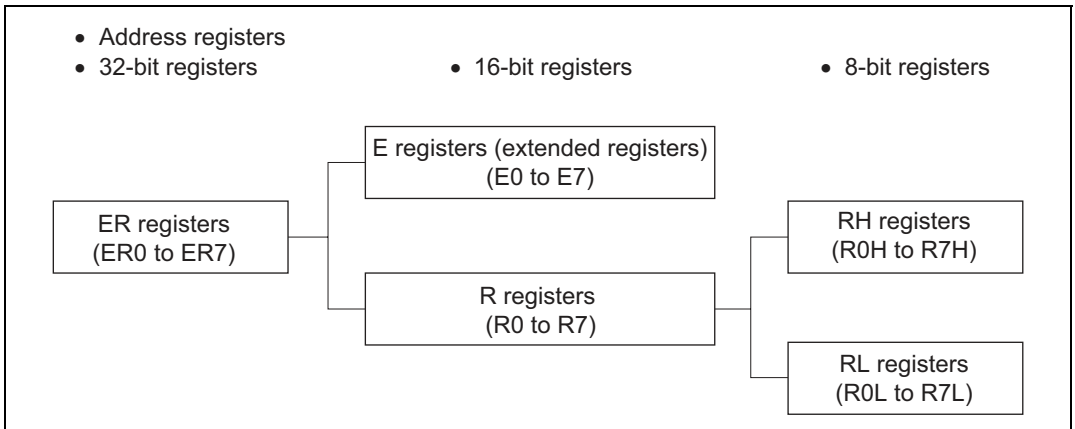 • Address registers
• 32-bit registers
• 16-bit registers
• 8-bit registers
E registers (extended registers)
(E0 to E7)
ER registers
(ER0 to ER7)
RH registers
(R0H to R7H)
R registers
(R0 to R7)
RL registers
(R0L to R7L)